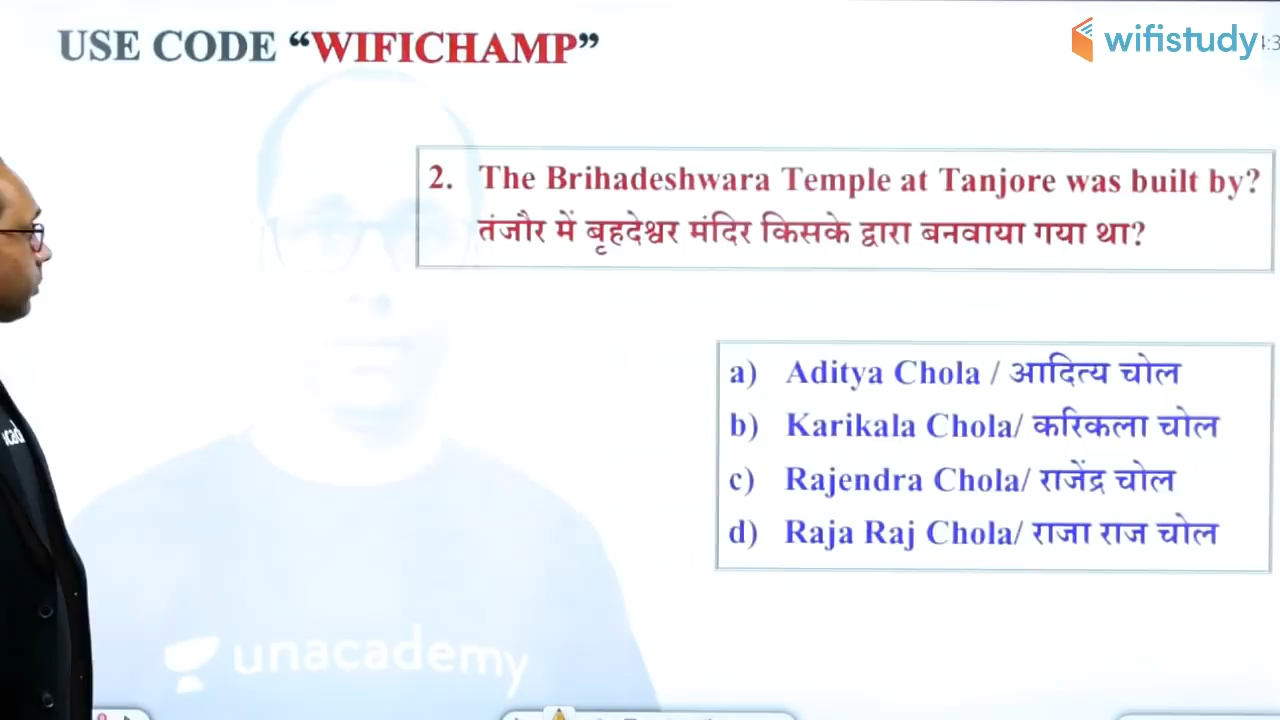 USE CODE “WIFICHAMP”
wifistudy
2. The Brihadeshwara Temple at Tanjore was built by?
तंजौर में बृहदेश्वर मंदिर किसके द्वारा बनवाया गया था?
a) Aditya Chola / आदित्य चोल
b) Karikala Chola/ करिकला चोल
c) Rajendra Chola/ राजेंद्र चोल
d) Raja Raj Chola/ राजा राज चोल
unacademy